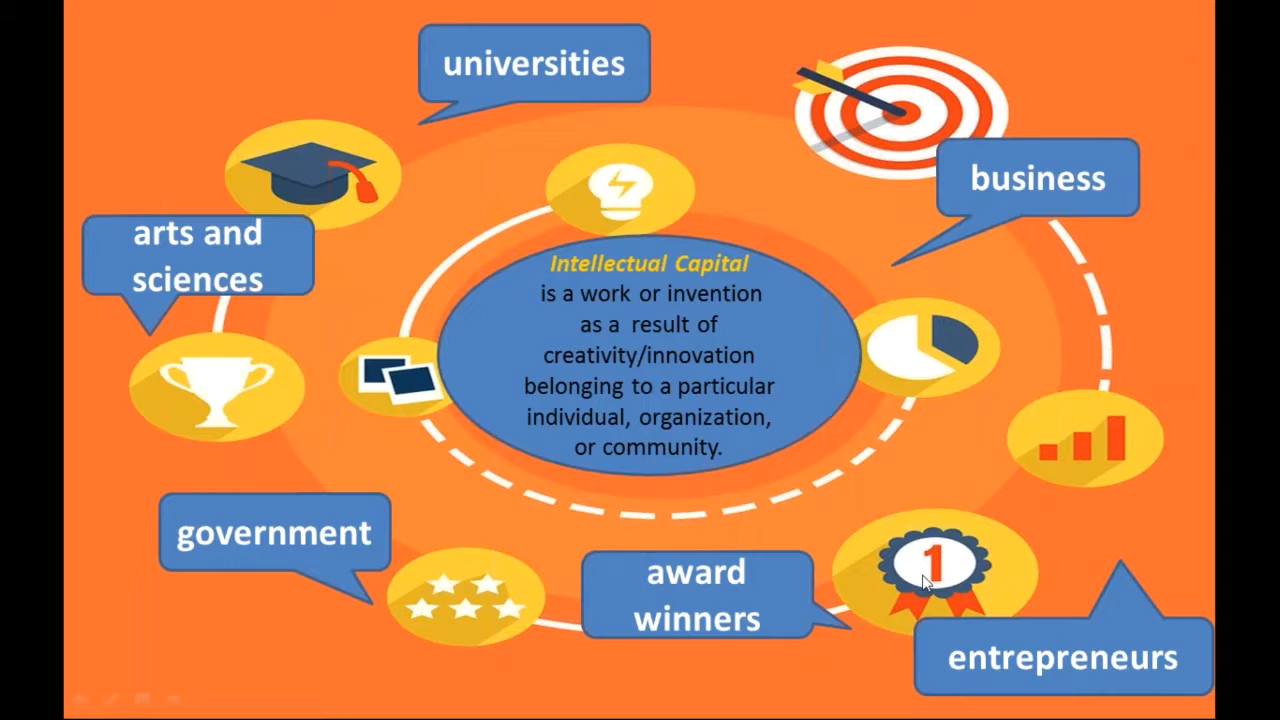 universities
business
arts and
sciences
Intellectual Capital
is a work or invention
as a result of
creativity/innovation
belonging to a particular
individual, organization,
or community.
government
award
winners
1
entrepreneurs